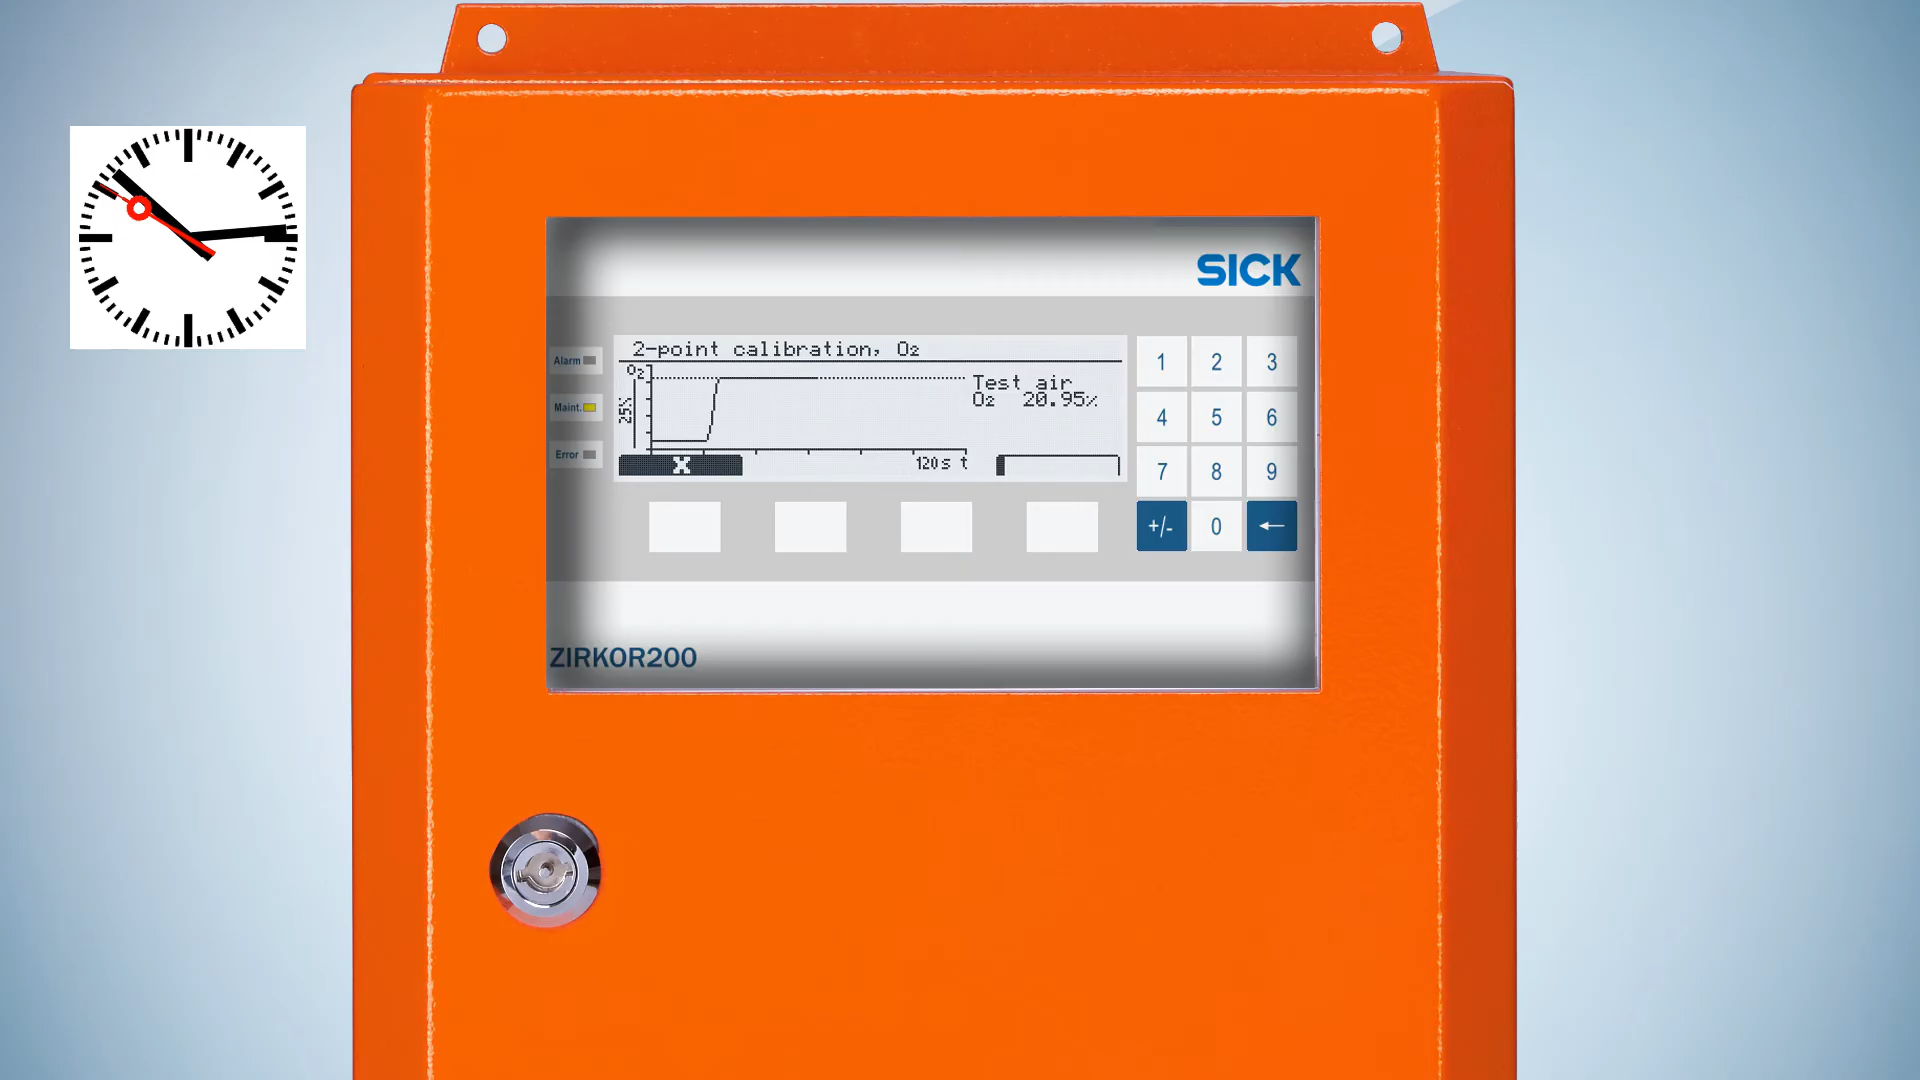 SICK
2-point calibration, O₂
Alarm
O₂
Test air
O₂ 20.95%
25%
Maint.
Error
120s t
X
1 2 3
4 5 6
7 8 9
+/- 0 ←
ZIRKOR200